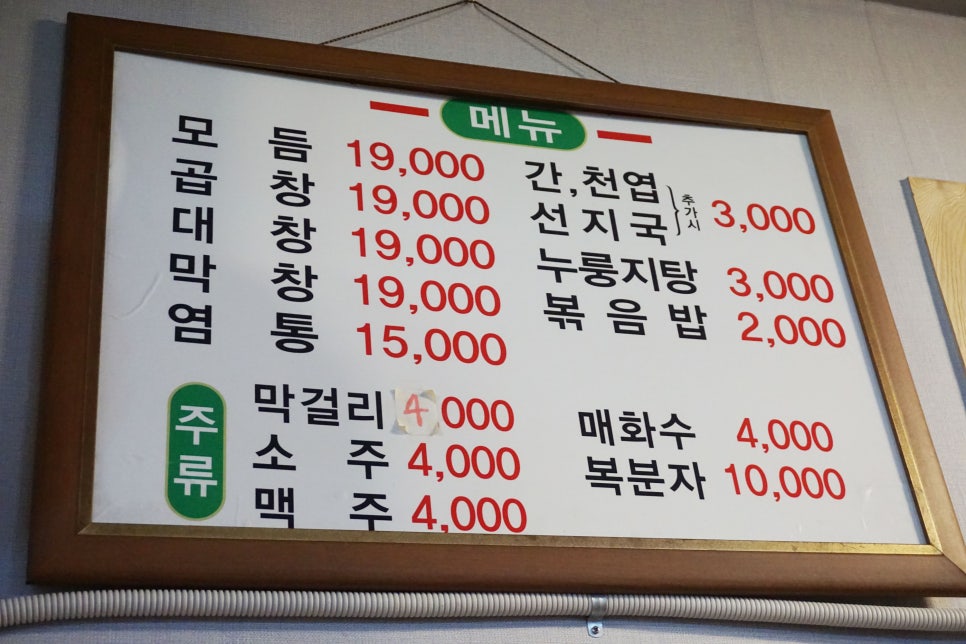 메뉴
모듬 19,000
곱창 19,000
대창 19,000
막창 19,000
염통 15,000
간,천엽
선지국
추가시
3,000
누룽지탕 3,000
볶음밥 2,000
주류
막걸리 4,000
소주 4,000
맥주 4,000
매화수 4,000
복분자 10,000